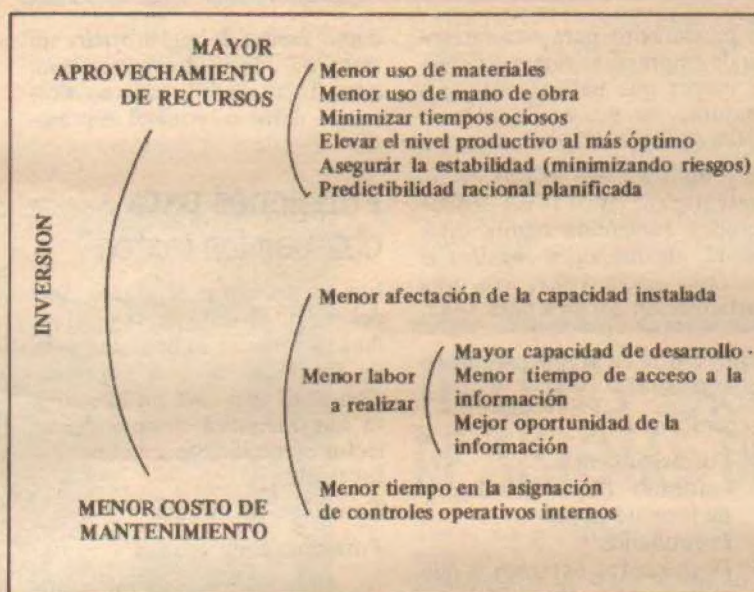 MAYOR
APROVECHAMIENTO
DE RECURSOS
Menor uso de materiales
Menor uso de mano de obra
Minimizar tiempos ociosos
Elevar el nivel productivo al más óptimo
Asegurar la estabilidad (minimizando riesgos)
Predictibilidad racional planificada
INVERSION
Menor afectación de la capacidad instalada
Menor labor
a realizar
Mayor capacidad de desarrollo
Menor tiempo de acceso a la
información
Mejor oportunidad de la
información
MENOR COSTO DE
MANTENIMIENTO
Menor tiempo en la asignación
de controles operativos internos